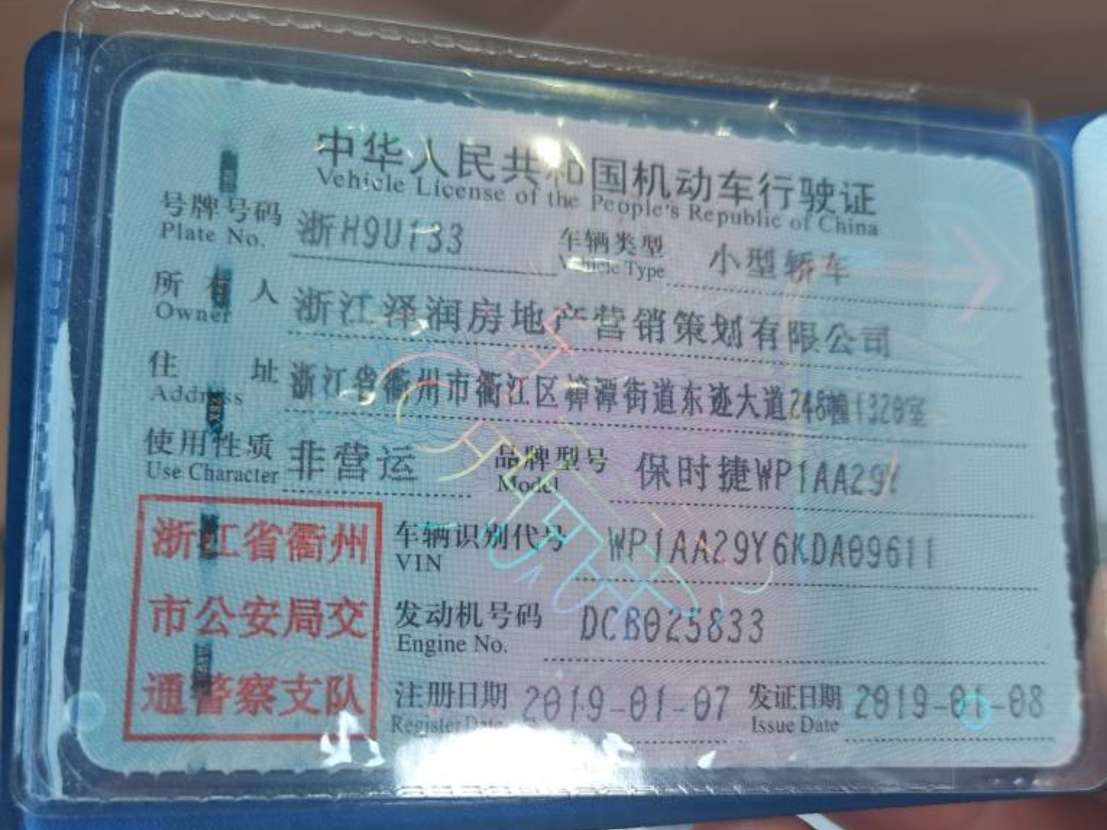 中华人民共和国机动车行驶证
Vehicle License of the People's Republic of China
号牌号码 浙H9U133 车辆类型 小型轿车
Plate No. Vehicle Type
所有人 浙江泽润房地产营销策划有限公司
Owner
住址 浙江省衢州市衢江区樟潭街道东迹大道248幢1320室
Address
使用性质 非营运 品牌型号 保时捷WP1AA29Y
Use Character Model
浙江省衢州
市公安局交
通警察支队
车辆识别代号 WP1AA29Y6KDA09611
VIN
发动机号码 DCB025833
Engine No.
注册日期 2019-01-07 发证日期 2019-01-08
Register Date Issue Date